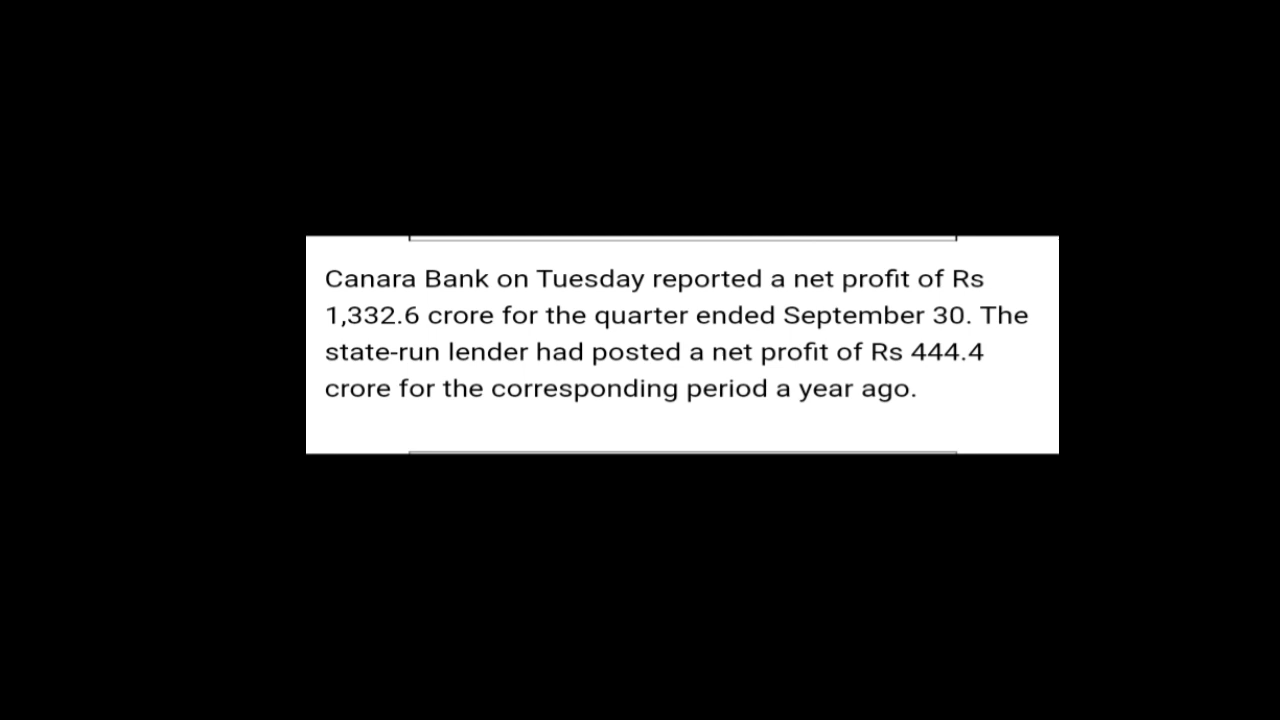 Canara Bank on Tuesday reported a net profit of Rs
1,332.6 crore for the quarter ended September 30. The
state-run lender had posted a net profit of Rs 444.4
crore for the corresponding period a year ago.